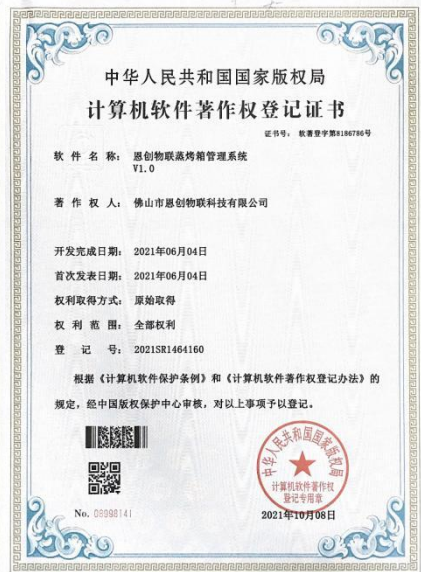 中华人民共和国国家版权局
计算机软件著作权登记证书
证书号： 软著登字第8186786号
软件名称： 恩创物联蒸烤箱管理系统
V1.0
著作权人： 佛山市恩创物联科技有限公司
开发完成日期： 2021年06月04日
首次发表日期： 2021年06月04日
权利取得方式： 原始取得
权利范围： 全部权利
登记号： 2021SR1464160
根据《计算机软件保护条例》和《计算机软件著作权登记办法》的
规定，经中国版权保护中心审核，对以上事项予以登记。
中华人民共和国国家版权局
计算机软件著作权
登记专用章
No. 08998141
2021年10月08日